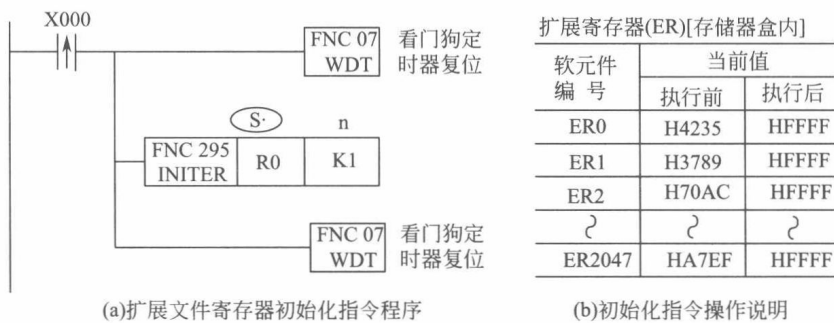 X000
FNC 07
WDT
看门狗定
时器复位
S·
n
FNC 295
INITER
R0
K1
FNC 07
WDT
看门狗定
时器复位
(a)扩展文件寄存器初始化指令程序
扩展寄存器(ER)[存储器盒内]
软元件
编 号
当前值
执行前
执行后
ER0 H4235 HFFFF
ER1 H3789 HFFFF
ER2 H70AC HFFFF
ER2047 HA7EF HFFFF
(b)初始化指令操作说明